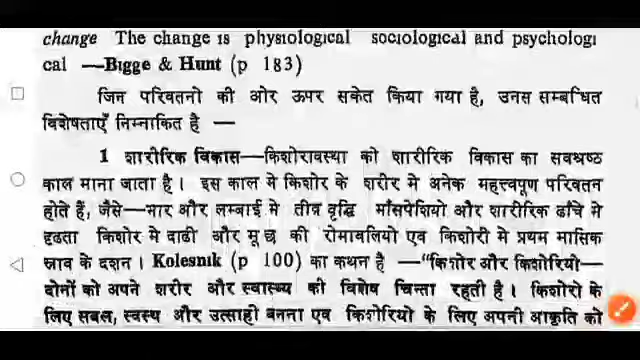 change The change is physiological sociological and psychologi
cal —Bigge & Hunt (p 183)
जिन परिवतनो की ओर ऊपर सकेत किया गया है, उनस सम्बन्धित
विशेषताएँ निम्नाकित है —
1 शारीरिक विकास—किशोरावस्था को शारीरिक विकास का सवश्रष्ठ
काल माना जाता है। इस काल मे किशोर के शरीर मे अनेक महत्त्वपूण परिवतन
होते हैं, जैसे—भार और लम्बाई मे तीव्र वृद्धि माँसपेशियो और शारीरिक ढाँचे मे
दृढता किशोर मे दाढी और मूछ की रोमावलियो एव किशोरी मे प्रथम मासिक
स्राव के दशन। Kolesnik (p 100) का कथन है —"किशोर और किशोरियो—
दोनो को अपने शरीर और स्वास्थ्य की विशेष चिन्ता रहती है। किशोरो के
लिए सबल, स्वस्थ और उत्साही बनना एव किशोरियो के लिए अपनी आकृति को